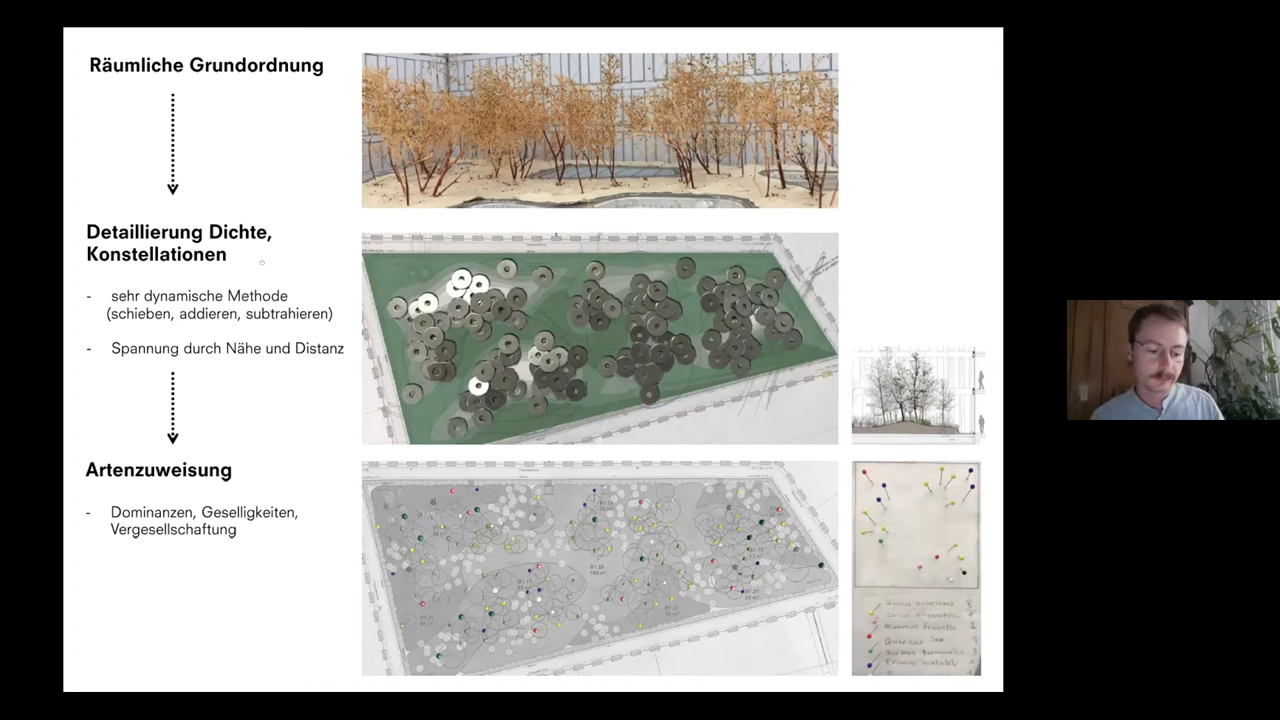 Räumliche Grundordnung
Detaillierung Dichte,
Konstellationen
- sehr dynamische Methode
(schieben, addieren, subtrahieren)
- Spannung durch Nähe und Distanz
Artenzuweisung
- Dominanzen, Geselligkeiten,
Vergesellschaftung